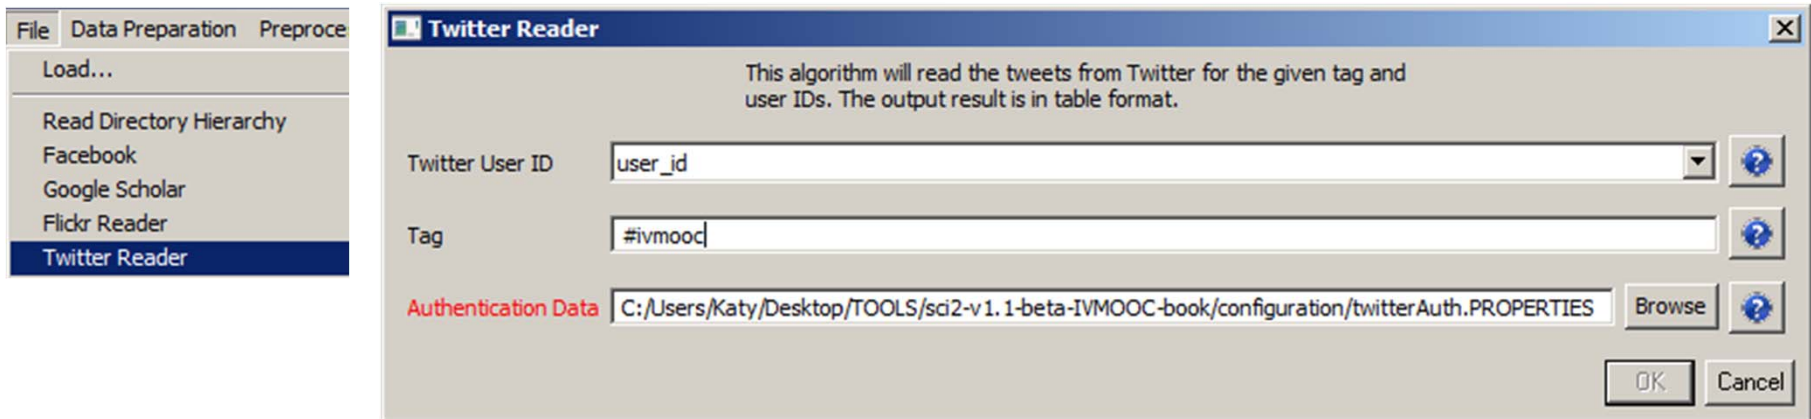 File Data Preparation
Load...
Read Directory Hierarchy
Facebook
Google Scholar
Flickr Reader
Twitter Reader
Twitter Reader
This algorithm will read the tweets from Twitter for the given tag and
user IDs. The output result is in table format.
Twitter User ID user_id
Tag #ivmooc
Authentication Data C:/Users/Katy/Desktop/TOOLS/sci2-v1.1-beta-IVMOOC-book/configuration/twitterAuth.PROPERTIES Browse
OK Cancel